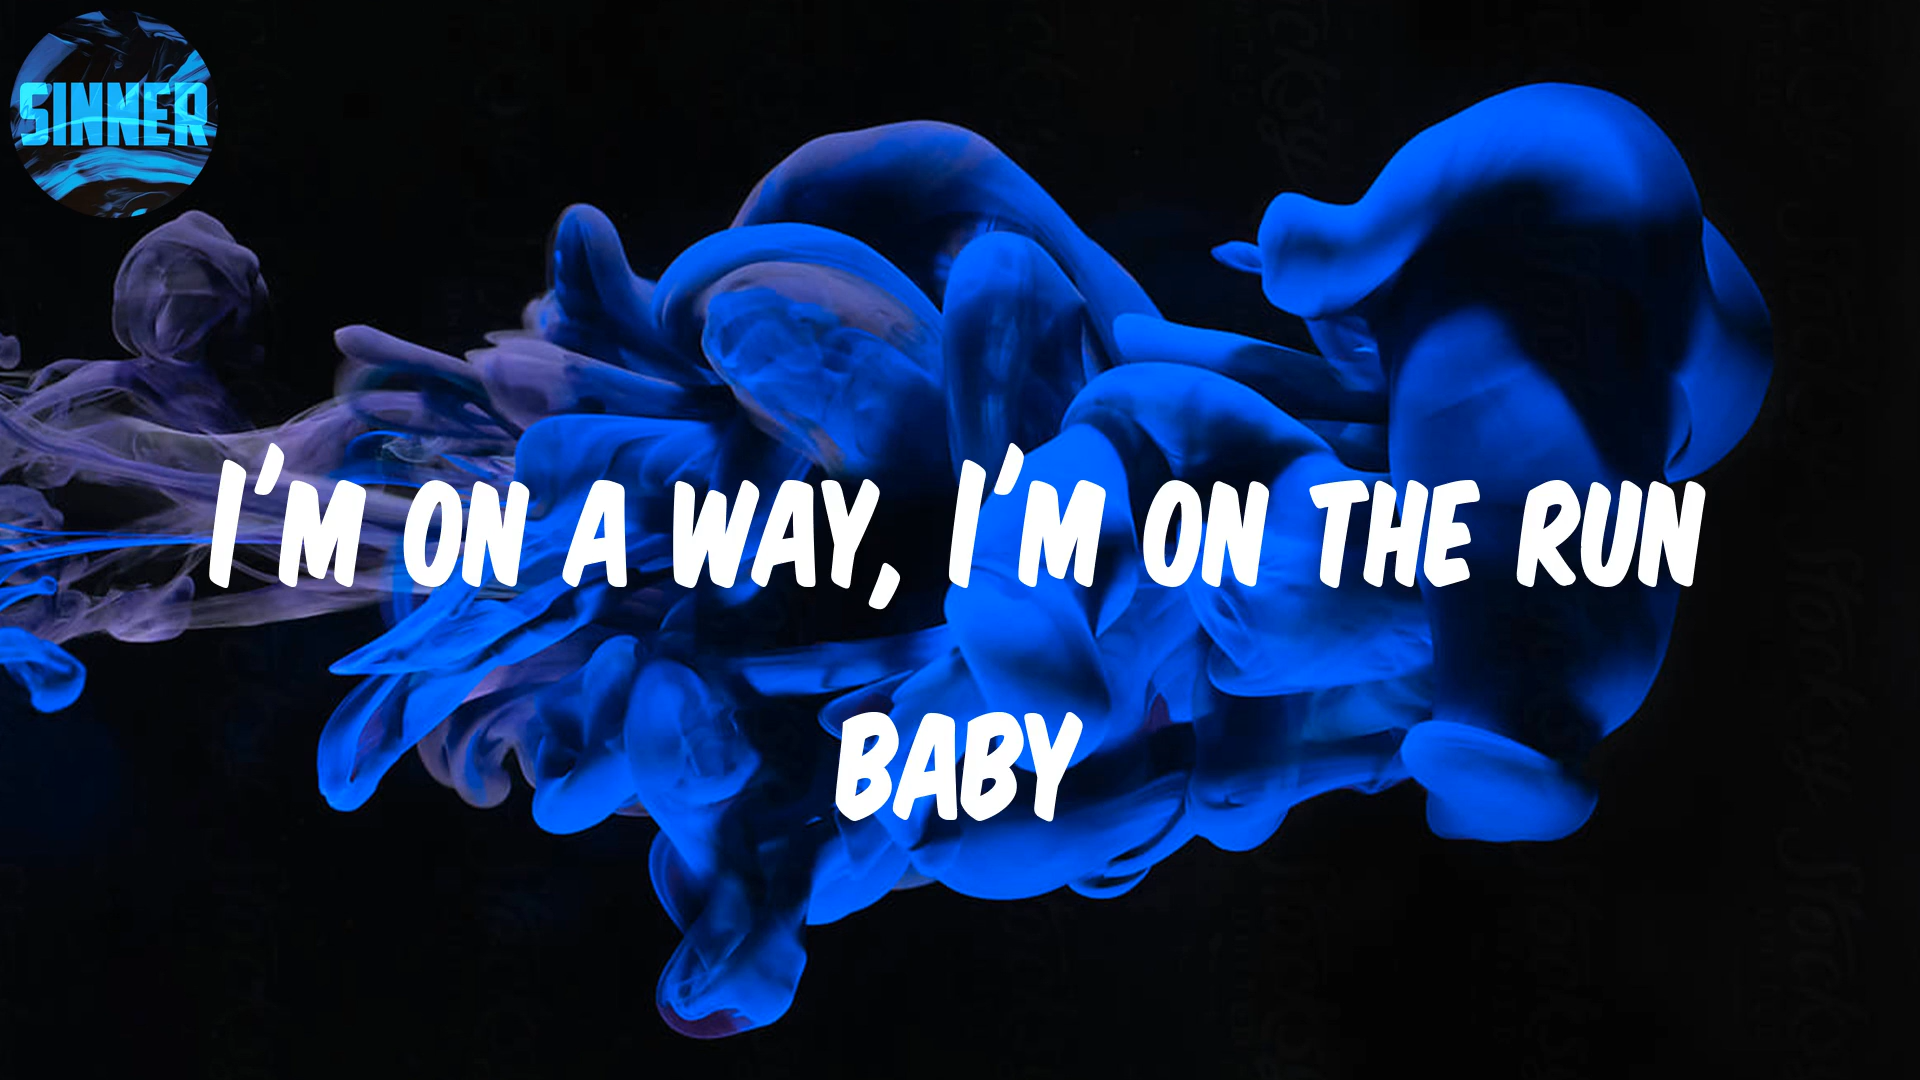 SINNER
I'M ON A WAY, I'M ON THE RUN
BABY